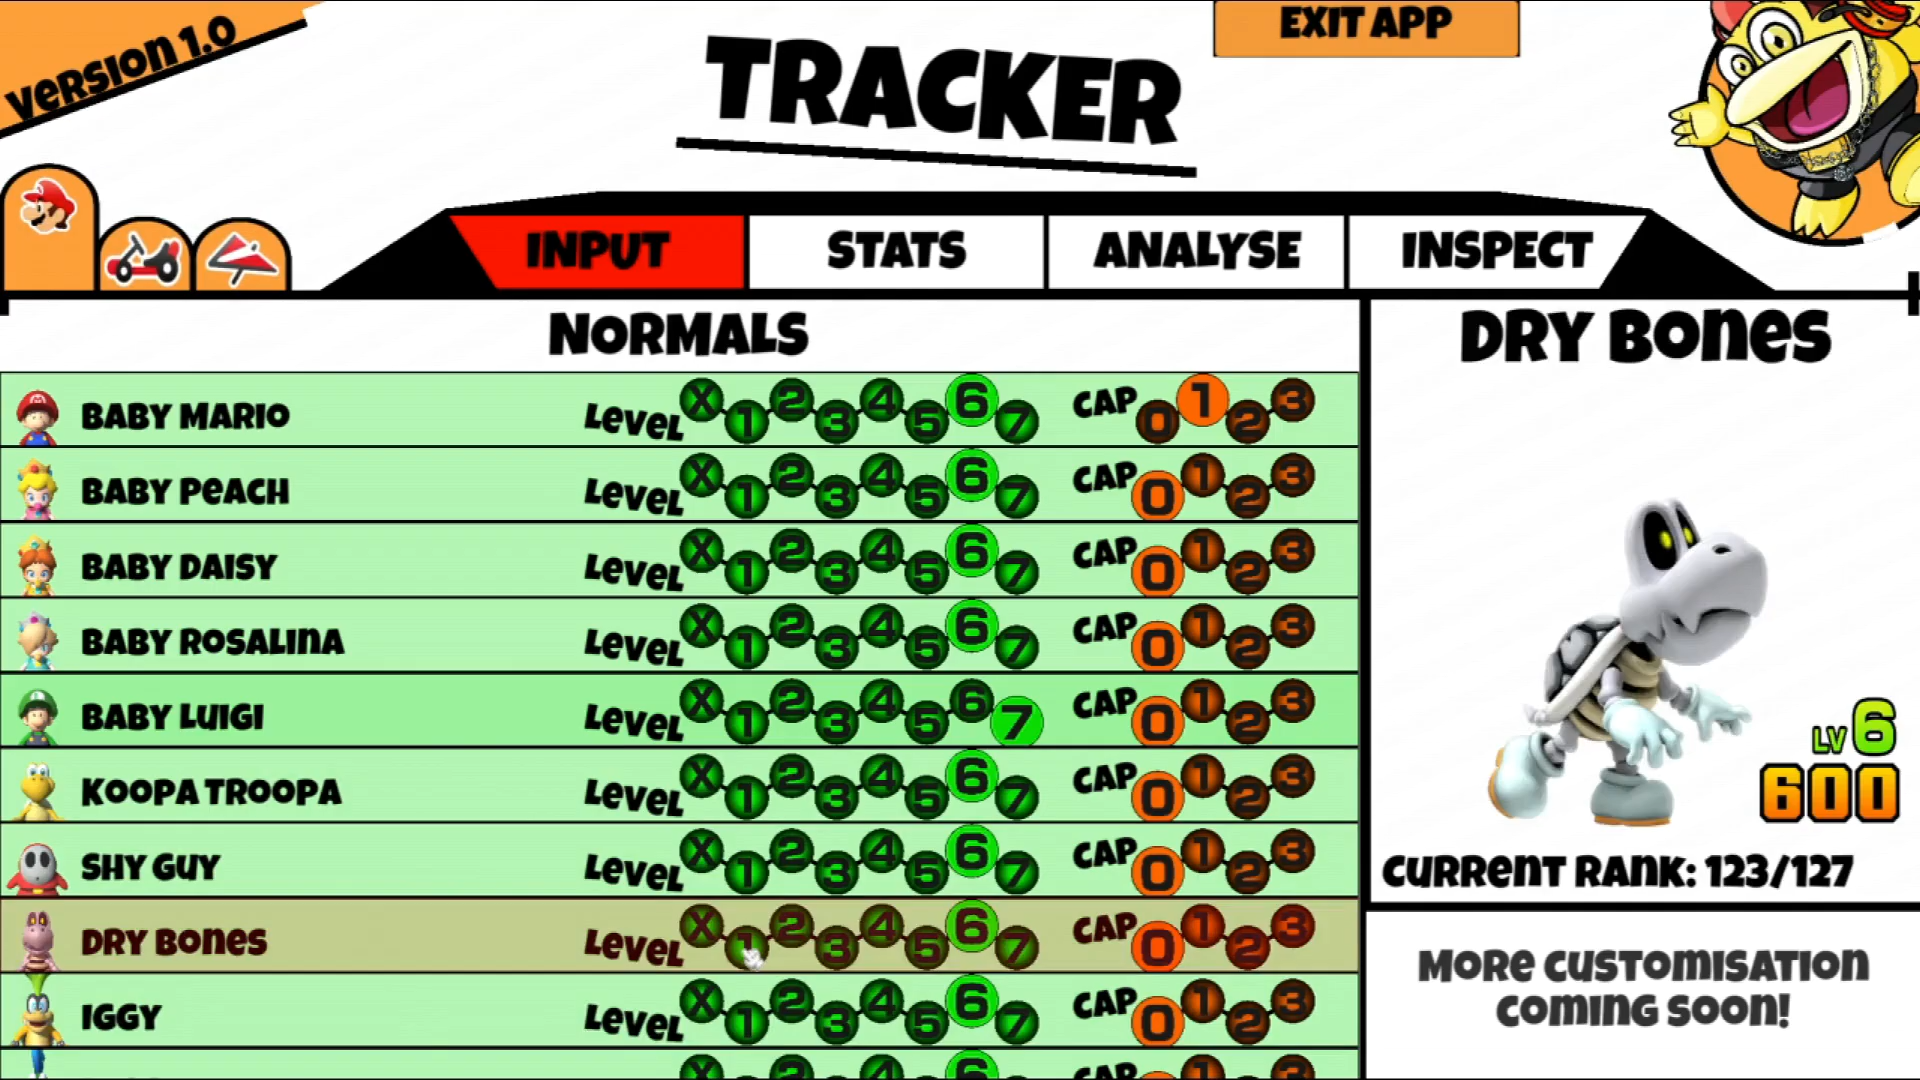 Version 1.0
TRACKER
EXIT APP
INPUT STATS ANALYSE INSPECT
NORMALS
BABY MARIO Level X 1 2 3 4 5 6 7 CAP 0 1 2 3
BABY PEACH Level X 1 2 3 4 5 6 7 CAP 0 1 2 3
BABY DAISY Level X 1 2 3 4 5 6 7 CAP 0 1 2 3
BABY ROSALINA Level X 1 2 3 4 5 6 7 CAP 0 1 2 3
BABY LUIGI Level X 1 2 3 4 5 6 7 CAP 0 1 2 3
KOOPA TROOPA Level X 1 2 3 4 5 6 7 CAP 0 1 2 3
SHY GUY Level X 1 2 3 4 5 6 7 CAP 0 1 2 3
DRY BONES Level X 1 2 3 4 5 6 7 CAP 0 1 2 3
IGGY Level X 1 2 3 4 5 6 7 CAP 0 1 2 3
X 2 4 6 CAP 1 3
DRY BONES
LV 6
600
CURRENT RANK: 123/127
MORE CUSTOMISATION
COMING SOON!